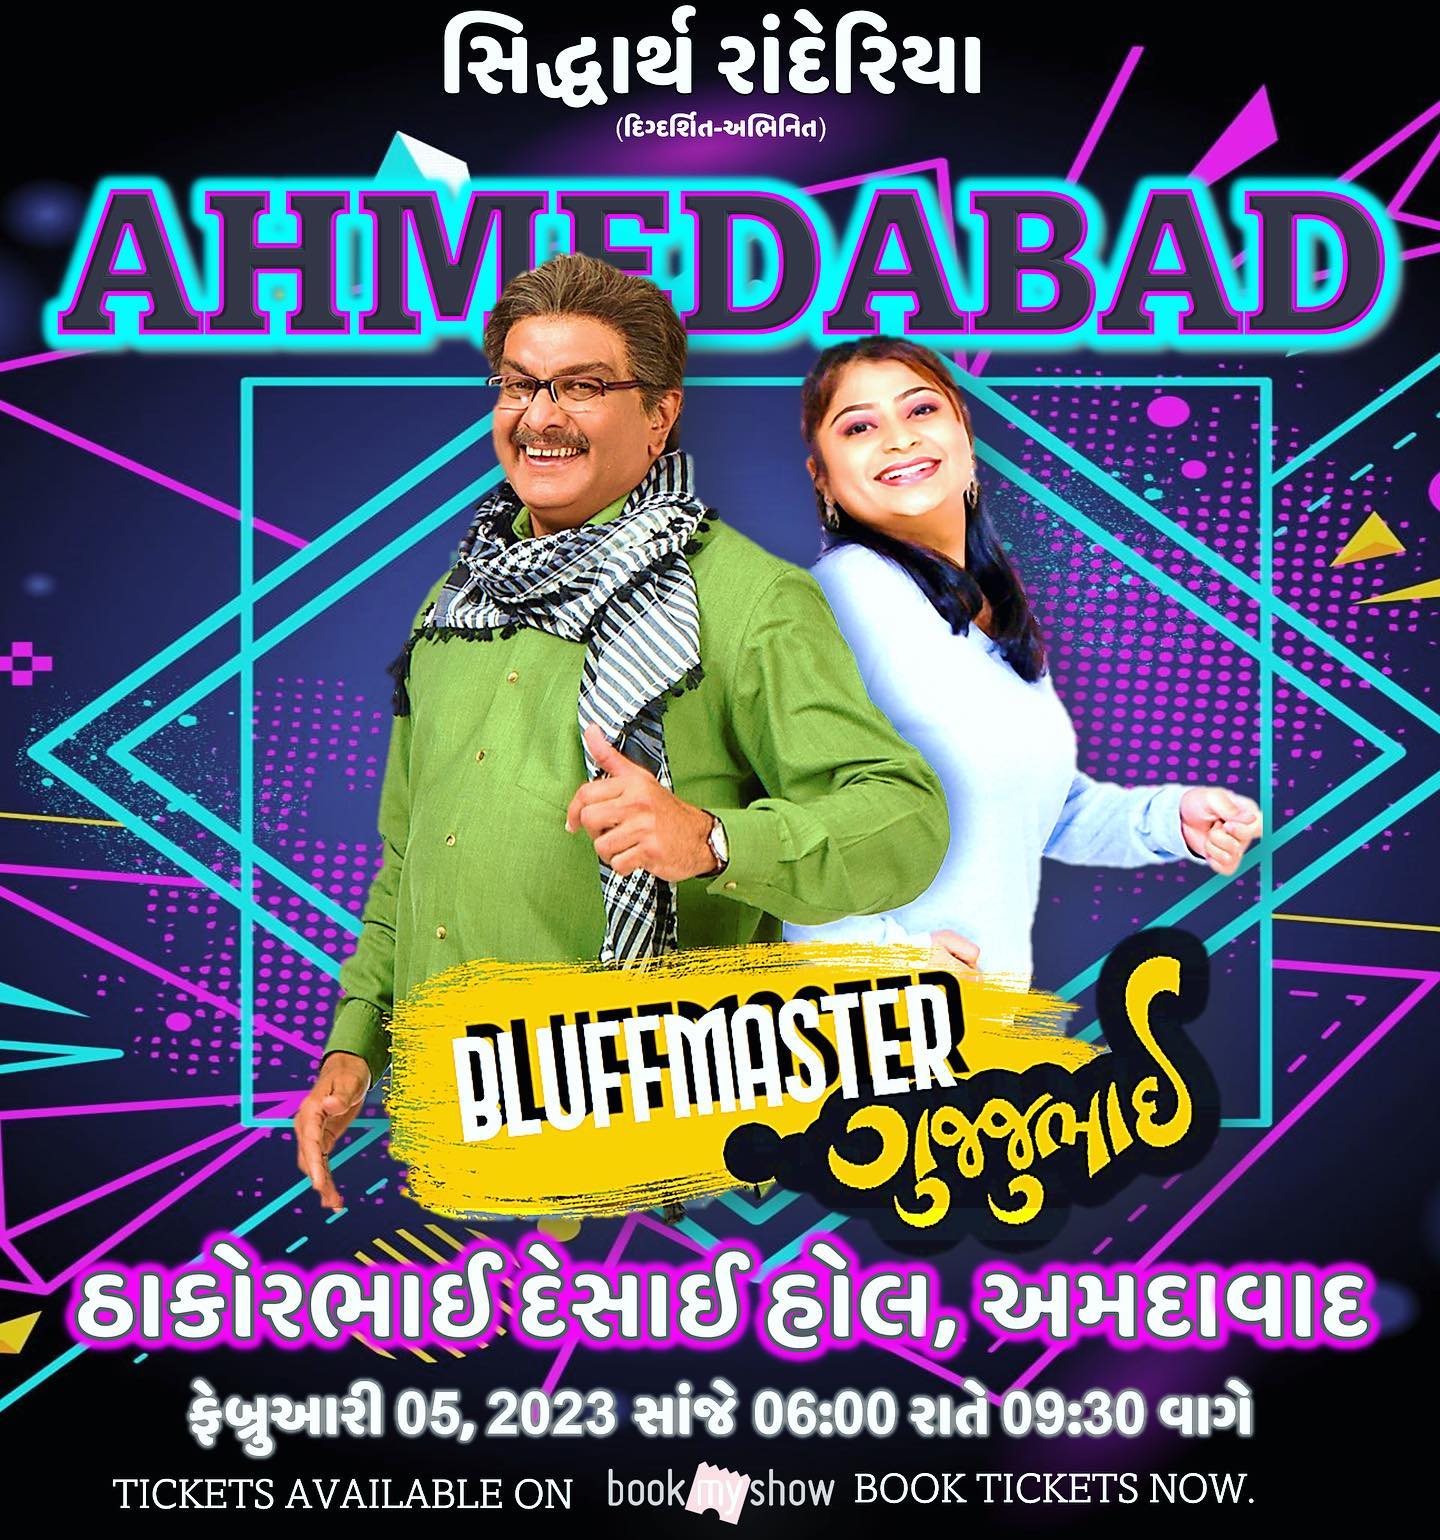 સિદ્ધાર્થ રાંદેરિયા
(દિગ્દર્શિત-અભિનિત)
AHMEDABAD
BLUFFMASTER
ગુજ્જુભાઈ
ઠાકોરભાઈ દેસાઈ હોલ, અમદાવાદ
ફેબ્રુઆરી 05, 2023 સાંજે 06:00 રાતે 09:30 વાગે
TICKETS AVAILABLE ON bookmyshow BOOK TICKETS NOW.